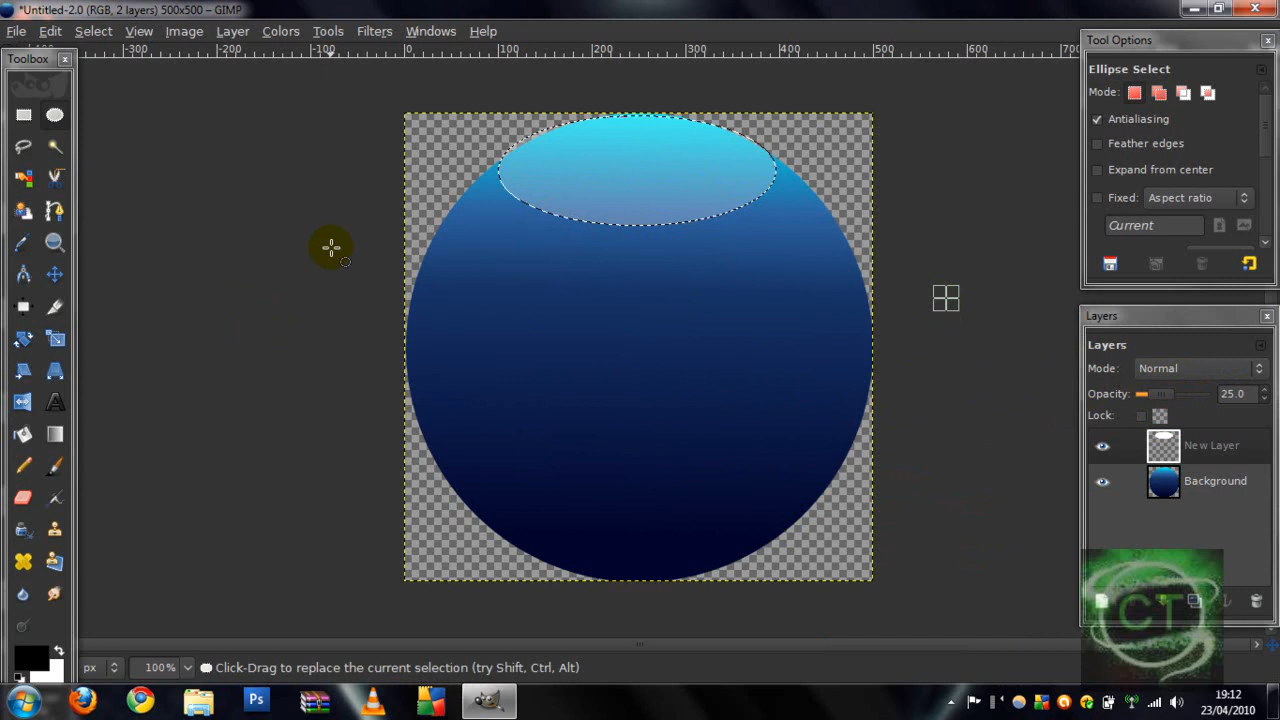 *Untitled-2.0 (RGB, 2 layers) 500x500 – GIMP
File Edit Select View Image Layer Colors Tools Filters Windows Help
Toolbox
-300 -200 -100 0 100 200 300 400 500 600
Tool Options
Ellipse Select
Mode:
Antialiasing
Feather edges
Expand from center
Fixed: Aspect ratio
Current
Layers
Layers
Mode: Normal
Opacity: 25.0
Lock:
New Layer
Background
CT
px 100% Click-Drag to replace the current selection (try Shift, Ctrl, Alt)
Ps
19:12
23/04/2010